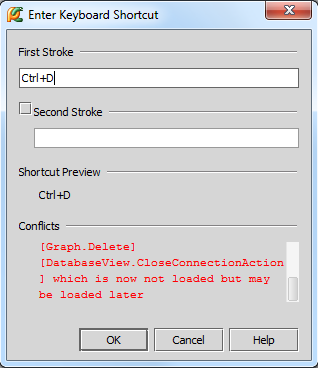 Enter Keyboard Shortcut
First Stroke
Ctrl+D
Second Stroke
Shortcut Preview
Ctrl+D
Conflicts
[Graph.Delete]
[DatabaseView.CloseConnectionAction
] which is now not loaded but may
be loaded later
OK Cancel Help